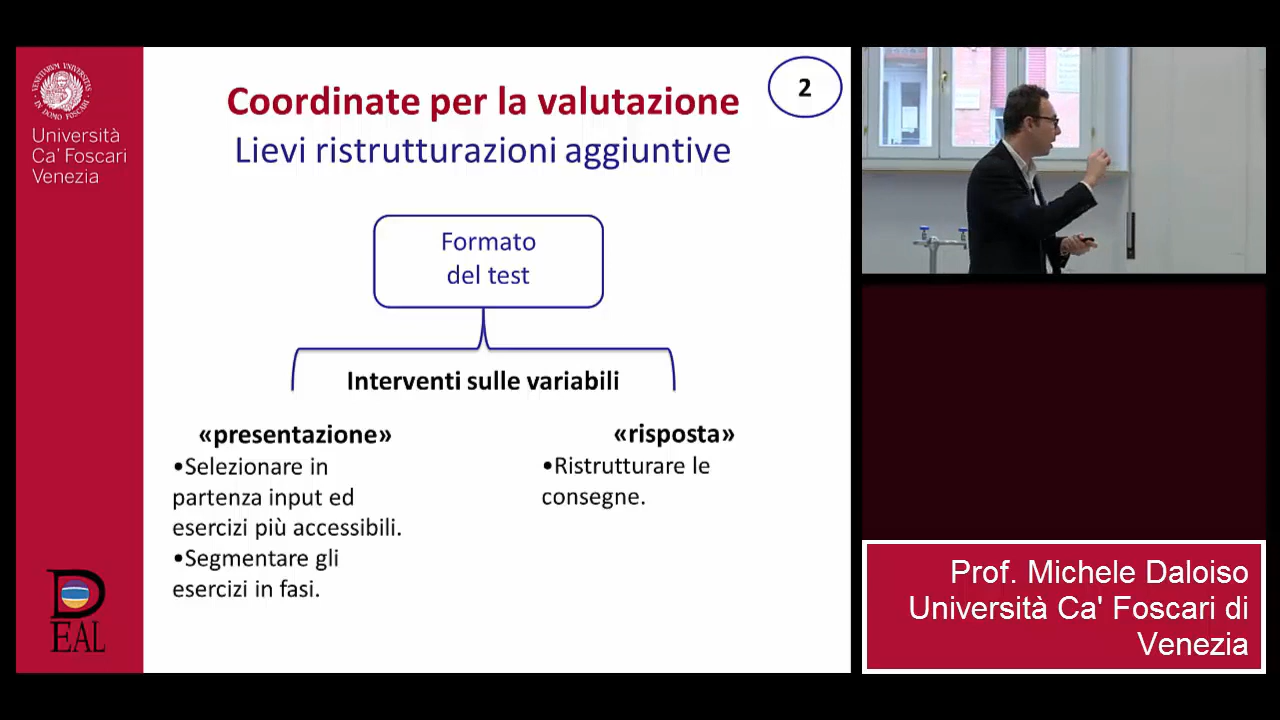 Università
Ca' Foscari
Venezia
Coordinate per la valutazione
2
Lievi ristrutturazioni aggiuntive
Formato
del test
Interventi sulle variabili
«presentazione»
•Selezionare in
partenza input ed
esercizi più accessibili.
•Segmentare gli
esercizi in fasi.
«risposta»
•Ristrutturare le
consegne.
D
EAL
Prof. Michele Daloiso
Università Ca' Foscari di
Venezia